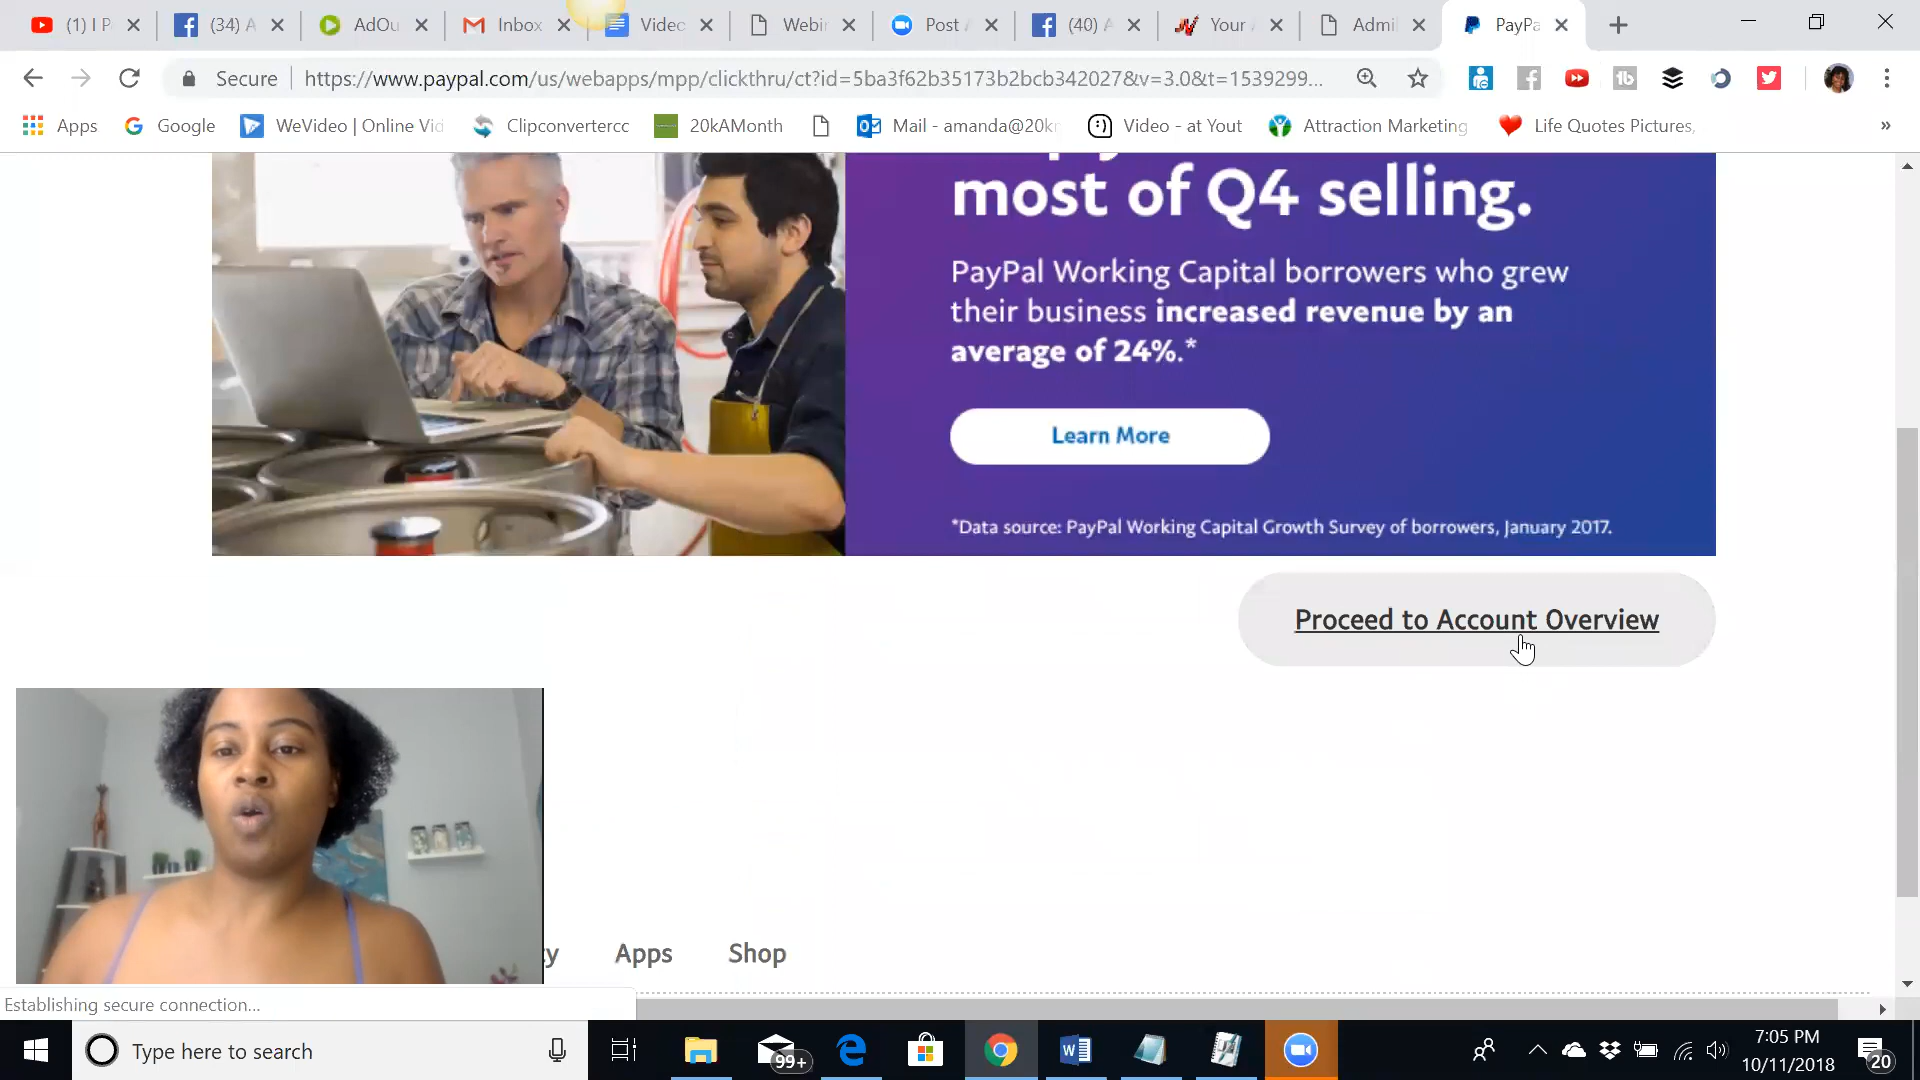 (1) I P
(34) A
AdOu
Inbox
Videc
Webin
Post A
(40) A
Your A
Admi
PayPa
Secure
https://www.paypal.com/us/webapps/mpp/clickthru/ct?id=5ba3f62b35173b2bcb342027&v=3.0&t=1539299...
Apps
Google
WeVideo | Online Vid
Clipconvertercc
20kAMonth
Mail - amanda@20km
Video - at Yout
Attraction Marketing
Life Quotes Pictures,
»
most of Q4 selling.
PayPal Working Capital borrowers who grew
their business increased revenue by an
average of 24%.*
Learn More
*Data source: PayPal Working Capital Growth Survey of borrowers, January 2017.
Proceed to Account Overview
Apps
Shop
Establishing secure connection...
Type here to search
99+
7:05 PM
10/11/2018
20